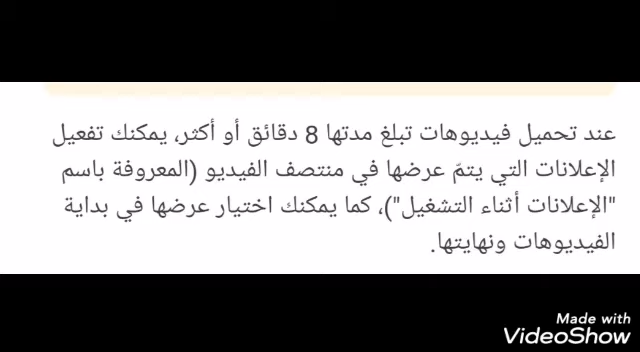 عند تحميل فيديوهات تبلغ مدتها 8 دقائق أو أكثر، يمكنك تفعيل
الإعلانات التي يتمّ عرضها في منتصف الفيديو (المعروفة باسم
"الإعلانات أثناء التشغيل")، كما يمكنك اختيار عرضها في بداية
الفيديوهات ونهايتها.
Made with
VideoShow